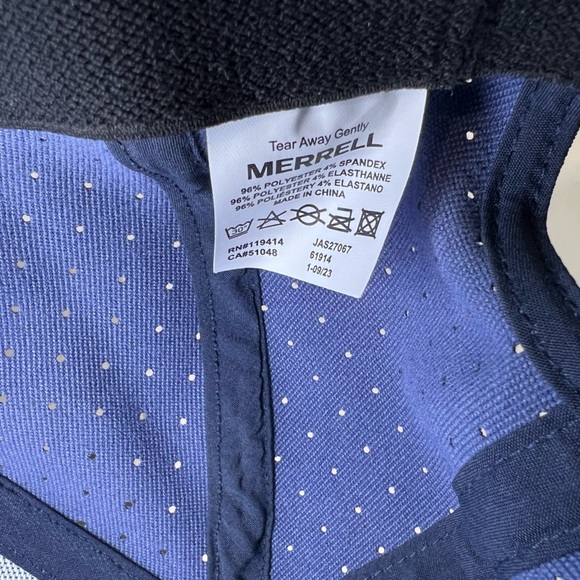 Tear Away Gently
MERRELL
96% POLYESTER 4% SPANDEX
96% POLYESTER 4% ELASTHANNE
96% POLIÉSTER 4% ELASTANO
MADE IN CHINA
RN#119414 JAS27067
CA#51048 61914
1-09/23